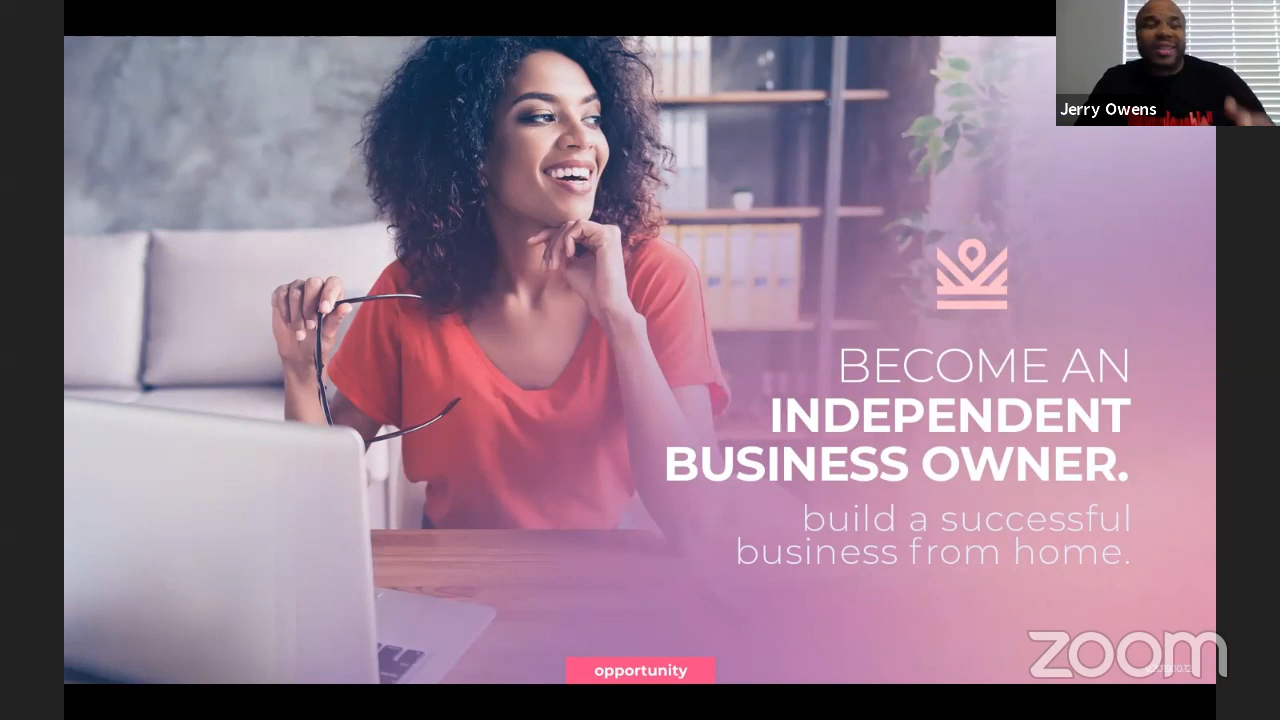 Jerry Owens
BECOME AN
INDEPENDENT
BUSINESS OWNER.
build a successful
business from home.
opportunity
zoom